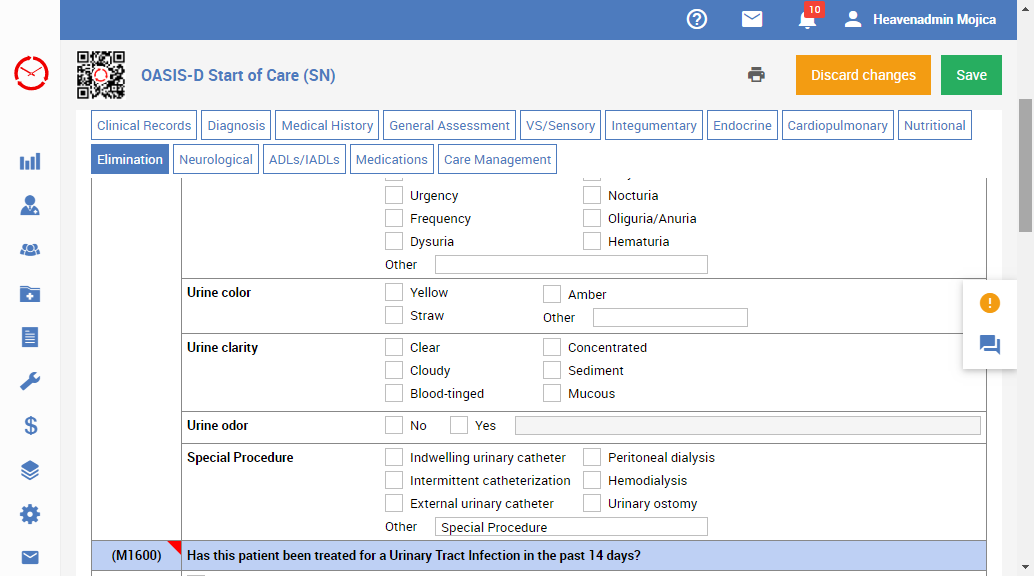 10
Heavenadmin Mojica
OASIS-D Start of Care (SN)
Discard changes
Save
Clinical Records
Diagnosis
Medical History
General Assessment
VS/Sensory
Integumentary
Endocrine
Cardiopulmonary
Nutritional
Elimination
Neurological
ADLs/IADLs
Medications
Care Management
Urgency
Nocturia
Frequency
Oliguria/Anuria
Dysuria
Hematuria
Other
Urine color
Yellow
Amber
Straw
Other
Urine clarity
Clear
Concentrated
Cloudy
Sediment
Blood-tinged
Mucous
Urine odor
No
Yes
Special Procedure
Indwelling urinary catheter
Peritoneal dialysis
Intermittent catheterization
Hemodialysis
External urinary catheter
Urinary ostomy
Other
Special Procedure
(M1600)
Has this patient been treated for a Urinary Tract Infection in the past 14 days?